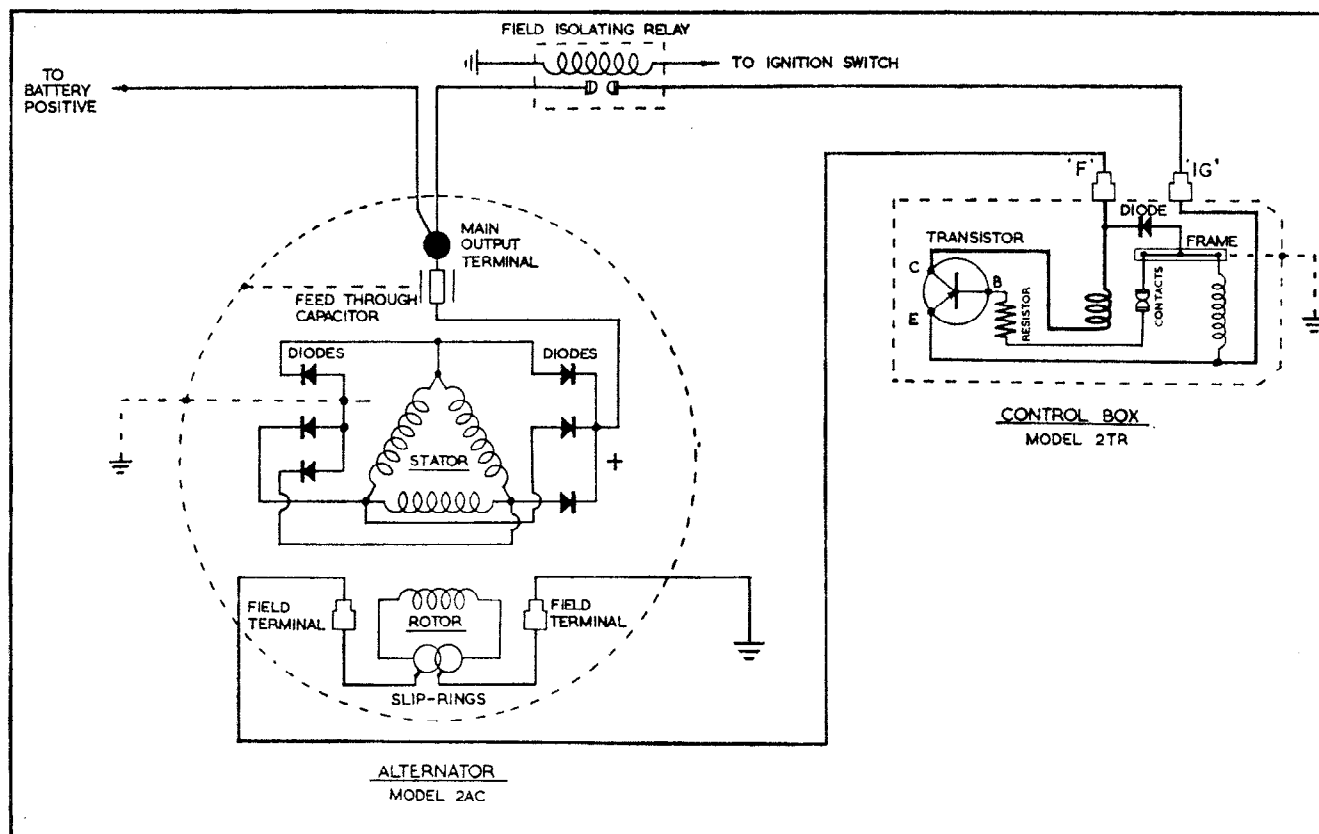 FIELD ISOLATING RELAY
TO IGNITION SWITCH
TO
BATTERY
POSITIVE
'F'
'IG'
MAIN
OUTPUT
TERMINAL
DIODE
TRANSISTOR
FRAME
C
B
E
RESISTOR
CONTACTS
FEED THROUGH
CAPACITOR
DIODES
DIODES
CONTROL BOX
MODEL 2TR
STATOR
+
FIELD
TERMINAL
ROTOR
FIELD
TERMINAL
SLIP-RINGS
ALTERNATOR
MODEL 2AC